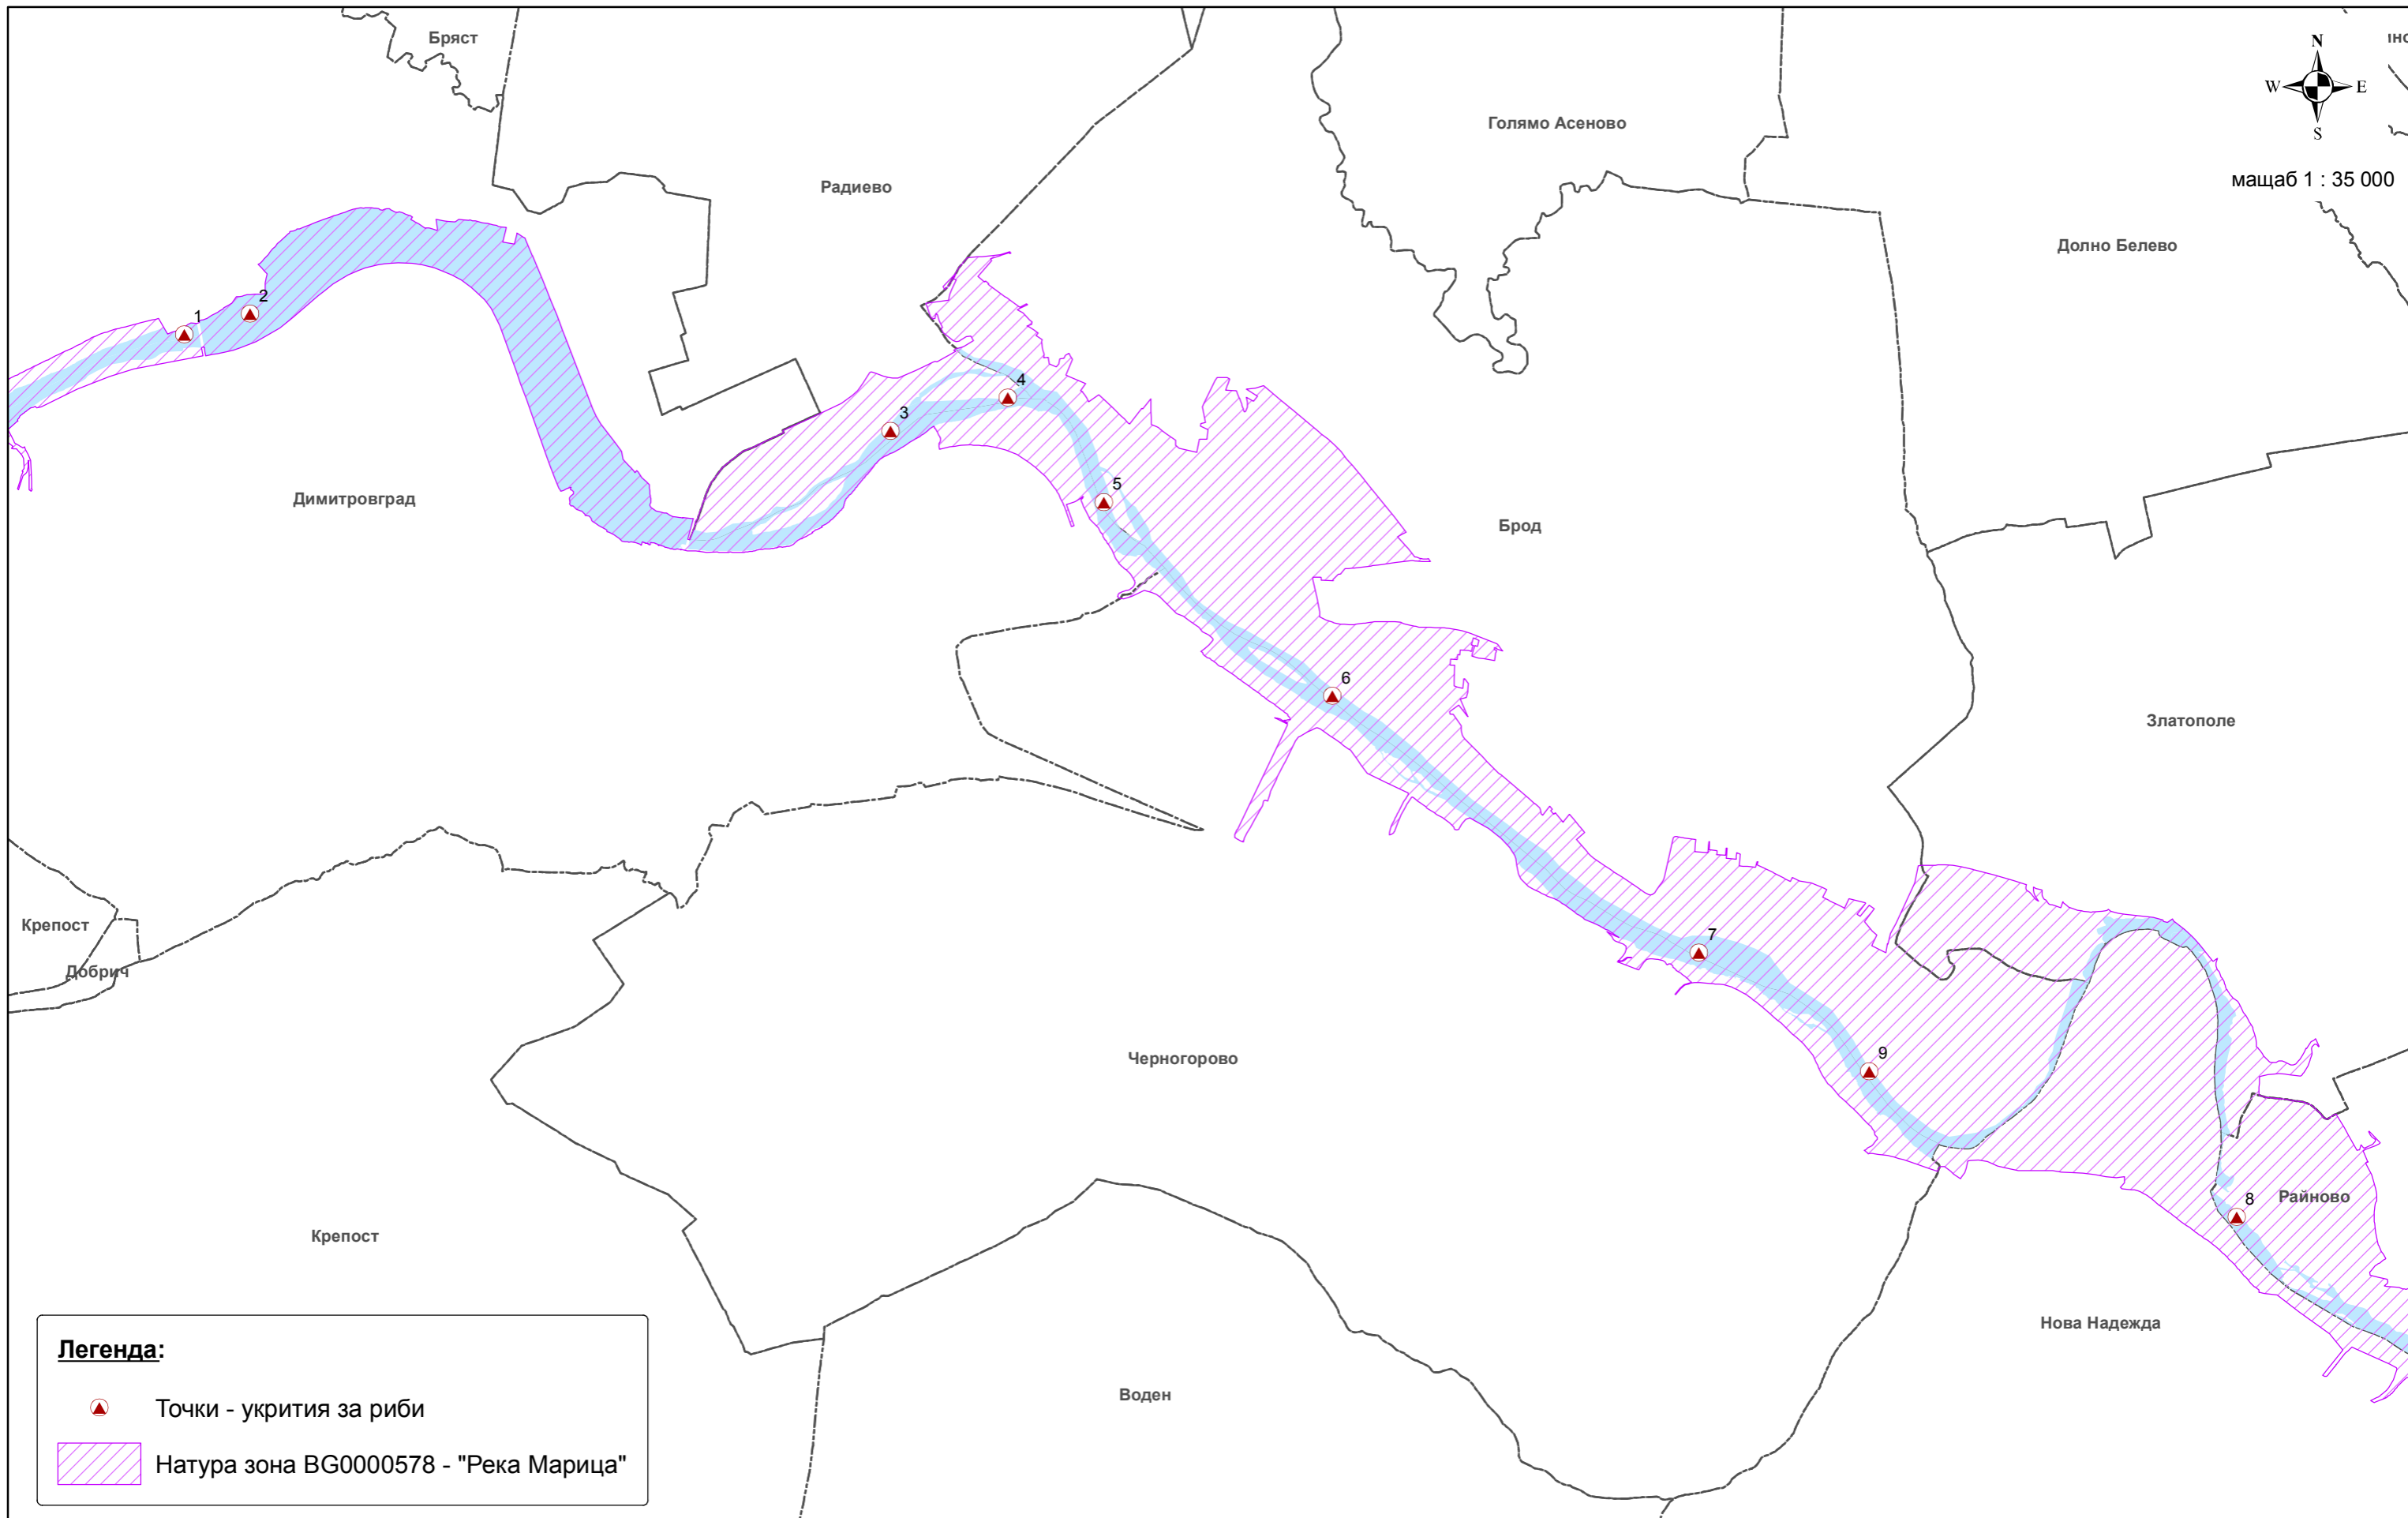 Бряст
N
W E
S
мащаб 1 : 35 000
Голямо Асеново
Радиево
Долно Белево
1
2
3
4
5
Димитровград
Брод
6
Златополе
7
Крепост
Добрич
Черногорово
9
8
Райново
Крепост
Нова Надежда
Воден
Легенда:
Точки - укрития за риби
Натура зона BG0000578 - "Река Марица"